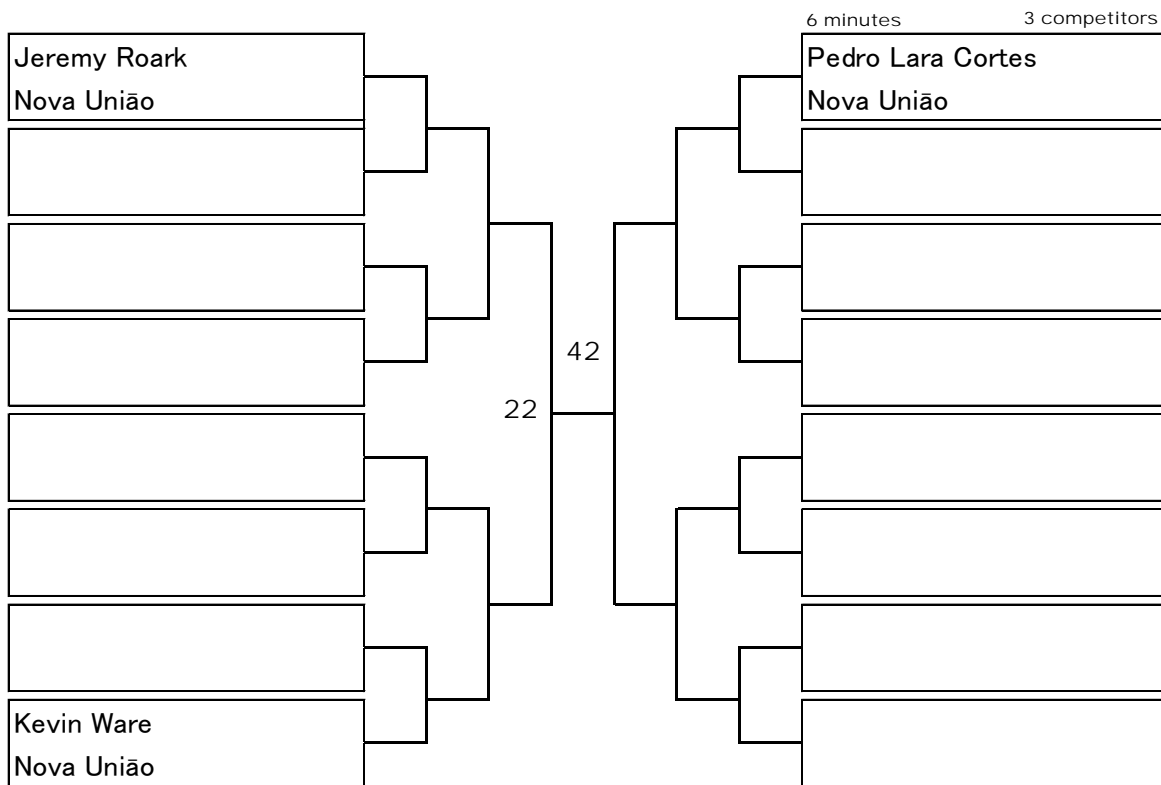 6 minutes 3 competitors
Jeremy Roark
Nova União
Pedro Lara Cortes
Nova União
42
22
Kevin Ware
Nova União